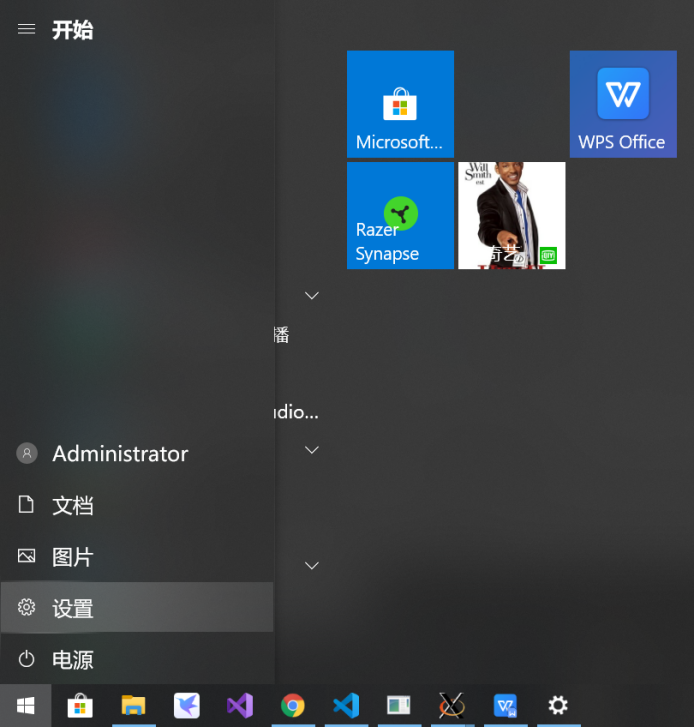 开始
Administrator
文档
图片
设置
电源
播
udio...
Microsoft...
WPS Office
Razer
Synapse
Will
Smith
奇艺